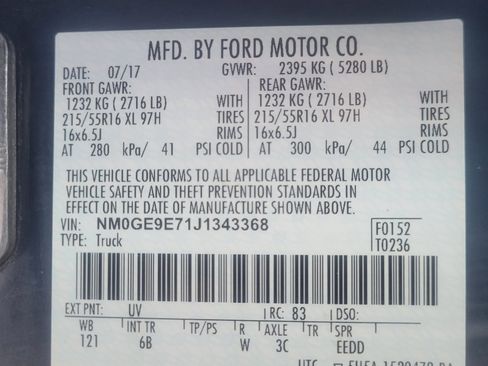 MFD. BY FORD MOTOR CO.
DATE: 07/17 GVWR: 2395 KG ( 5280 LB)
FRONT GAWR: REAR GAWR:
1232 KG ( 2716 LB) WITH 1232 KG ( 2716 LB) WITH
215/55R16 XL 97H TIRES 215/55R16 XL 97H TIRES
16x6.5J RIMS 16x6.5J RIMS
AT 280 kPa/ 41 PSI COLD AT 300 kPa/ 44 PSI COLD
THIS VEHICLE CONFORMS TO ALL APPLICABLE FEDERAL MOTOR
VEHICLE SAFETY AND THEFT PREVENTION STANDARDS IN
EFFECT ON THE DATE OF MANUFACTURE SHOWN ABOVE.
VIN: NM0GE9E71J1343368 F0152
TYPE: Truck T0236
EXT PNT: UV RC: 83 DSO:
WB INT TR TP/PS R AXLE TR SPR
121 6B W 3C EEDD
UTC